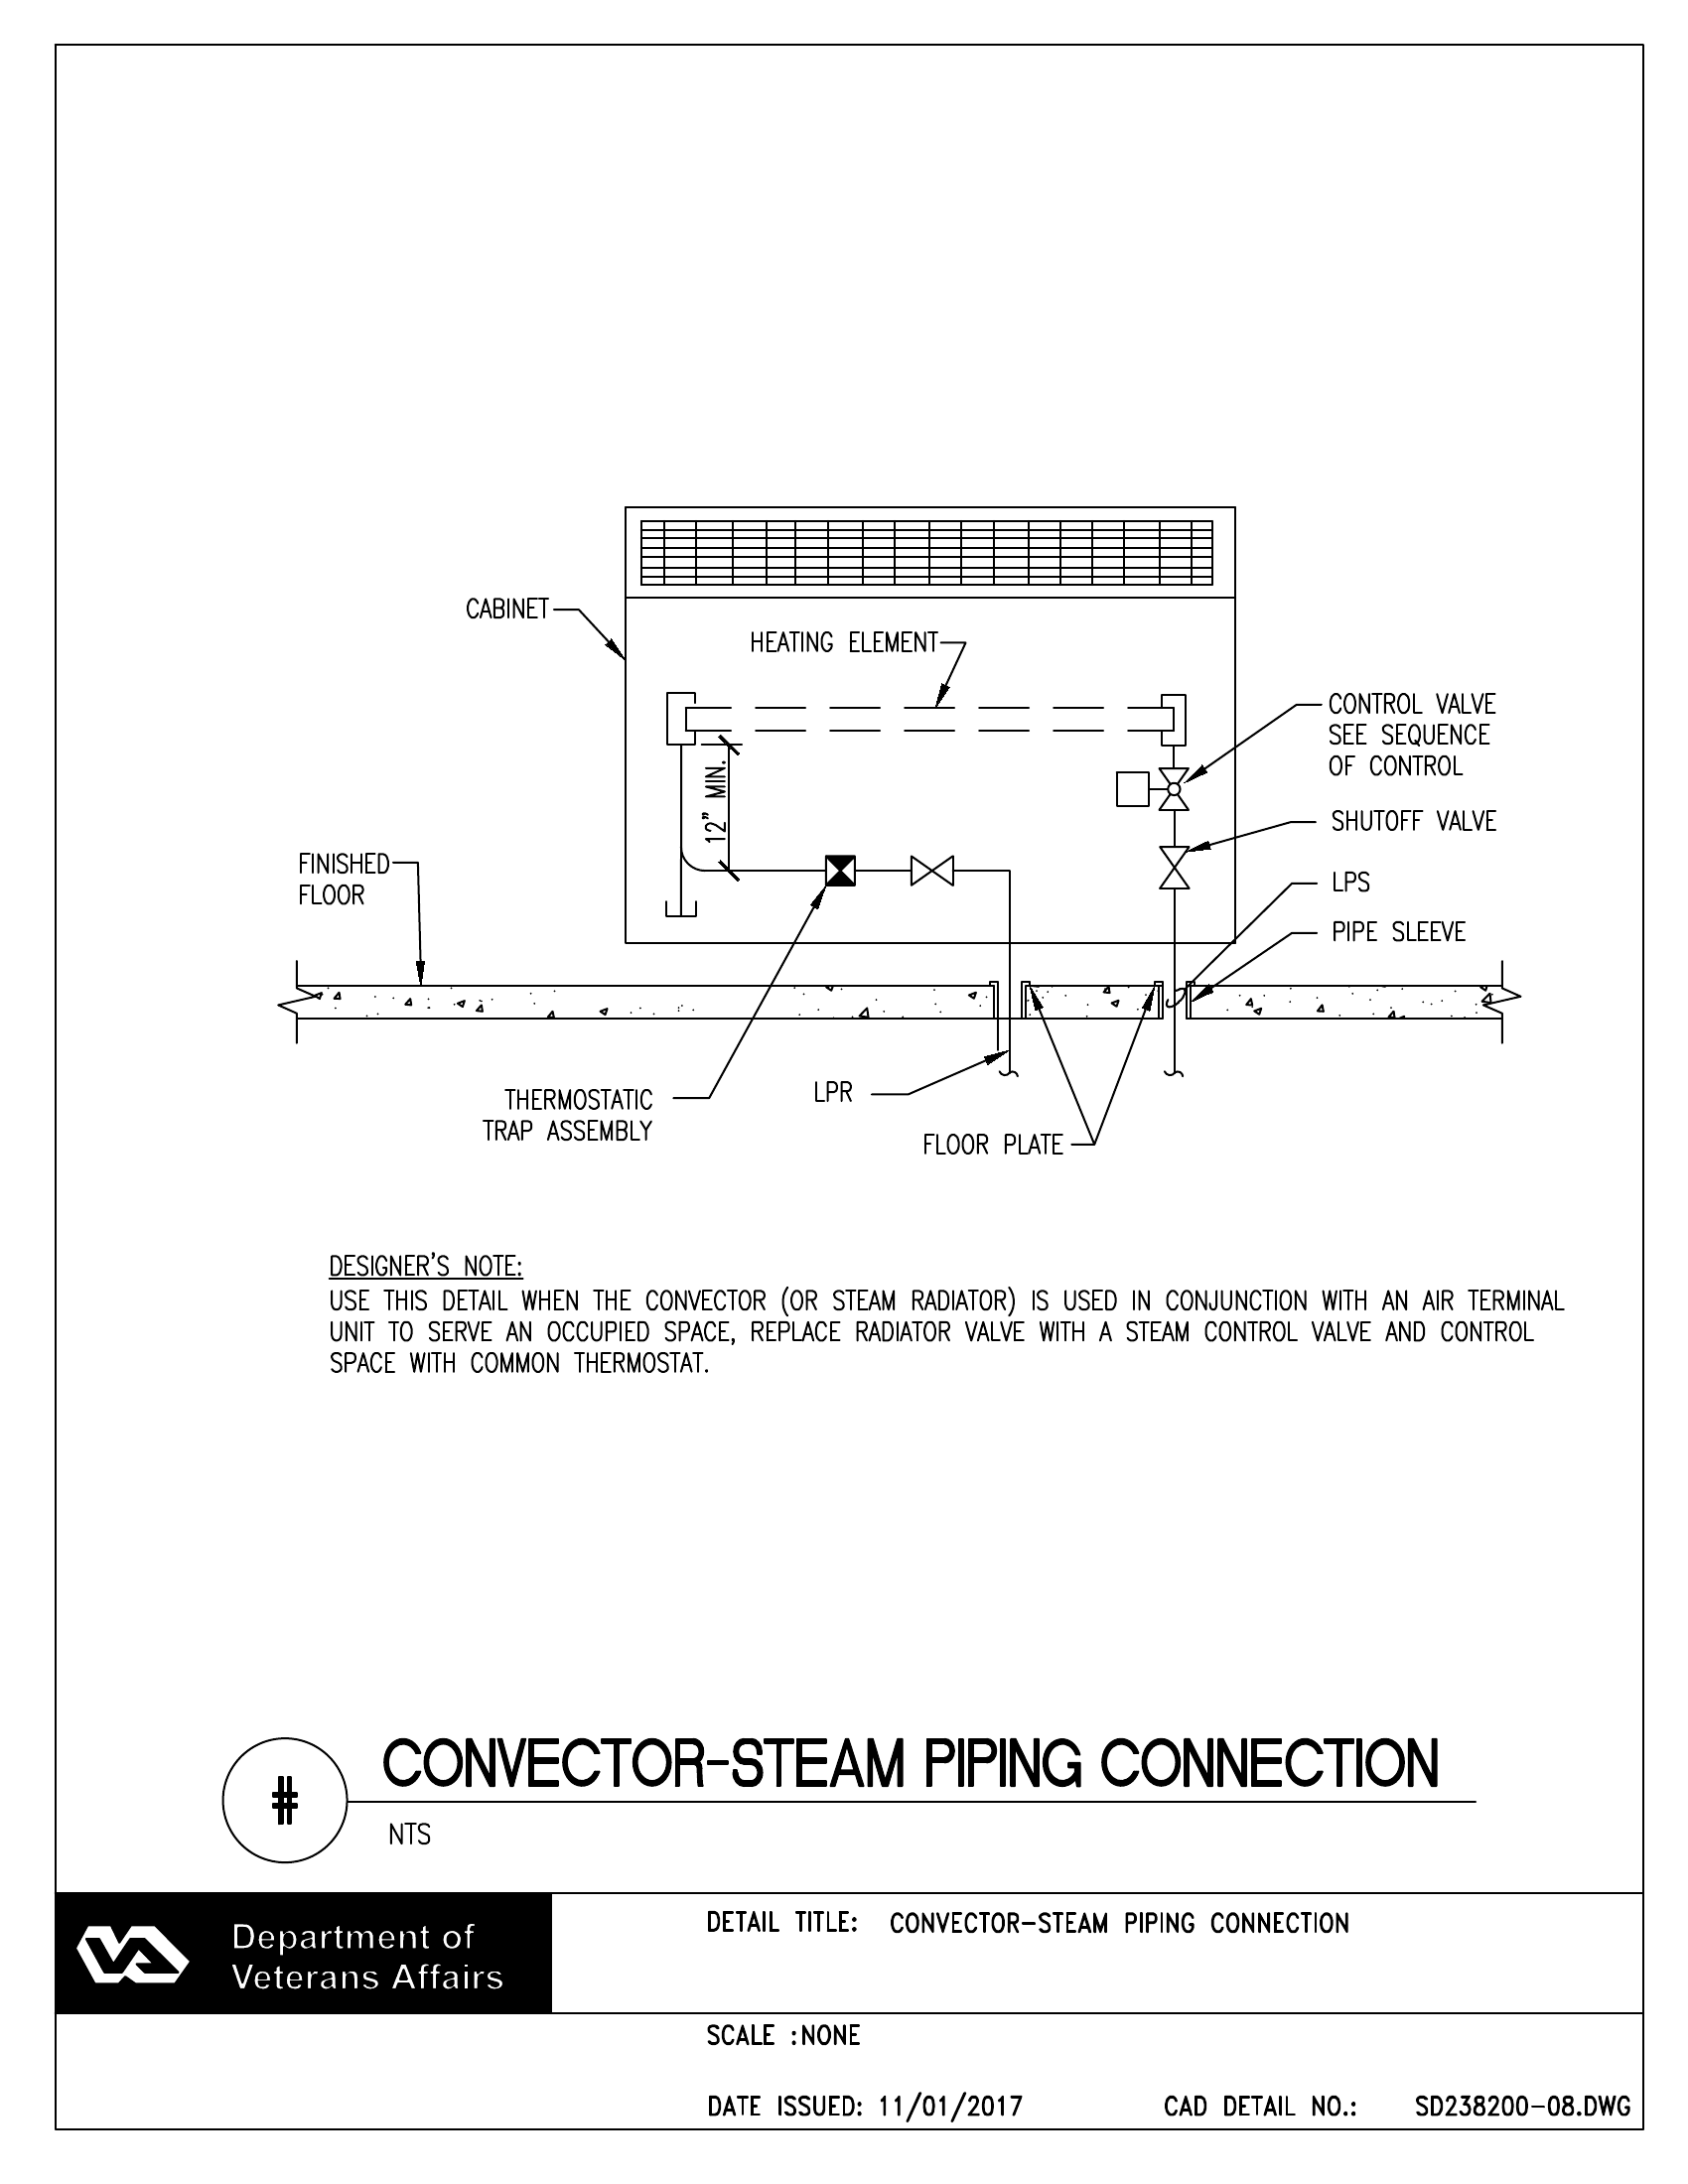 CABINET
HEATING ELEMENT
CONTROL VALVE
SEE SEQUENCE
OF CONTROL
12" MIN.
SHUTOFF VALVE
FINISHED
FLOOR
LPS
PIPE SLEEVE
THERMOSTATIC
TRAP ASSEMBLY
LPR
FLOOR PLATE
DESIGNER'S NOTE:
USE THIS DETAIL WHEN THE CONVECTOR (OR STEAM RADIATOR) IS USED IN CONJUNCTION WITH AN AIR TERMINAL
UNIT TO SERVE AN OCCUPIED SPACE, REPLACE RADIATOR VALVE WITH A STEAM CONTROL VALVE AND CONTROL
SPACE WITH COMMON THERMOSTAT.
#
CONVECTOR-STEAM PIPING CONNECTION
NTS
VA
Department of
Veterans Affairs
DETAIL TITLE: CONVECTOR-STEAM PIPING CONNECTION
SCALE :NONE
DATE ISSUED: 11/01/2017
CAD DETAIL NO.: SD238200-08.DWG